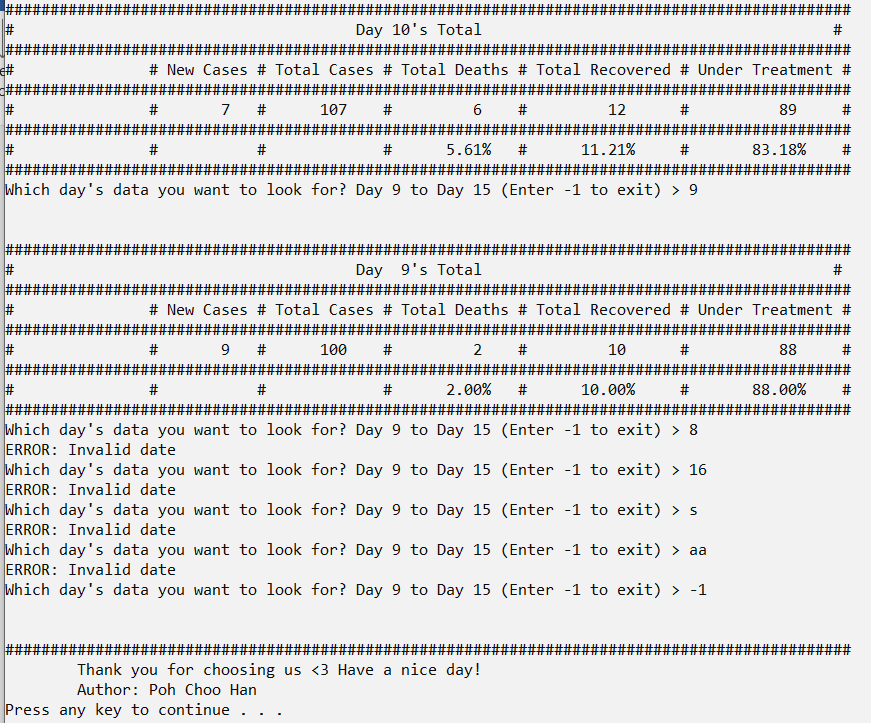 ##############################################################################################
#                                      Day 10's Total                                       #
##############################################################################################
#               # New Cases # Total Cases # Total Deaths # Total Recovered # Under Treatment #
##############################################################################################
#               #       7   #      107    #         6    #         12      #          89     #
##############################################################################################
#               #           #             #      5.61%   #      11.21%     #       83.18%    #
##############################################################################################
Which day's data you want to look for? Day 9 to Day 15 (Enter -1 to exit) > 9
##############################################################################################
#                                      Day  9's Total                                       #
##############################################################################################
#               # New Cases # Total Cases # Total Deaths # Total Recovered # Under Treatment #
##############################################################################################
#               #       9   #      100    #         2    #         10      #          88     #
##############################################################################################
#               #           #             #      2.00%   #      10.00%     #       88.00%    #
##############################################################################################
Which day's data you want to look for? Day 9 to Day 15 (Enter -1 to exit) > 8
ERROR: Invalid date
Which day's data you want to look for? Day 9 to Day 15 (Enter -1 to exit) > 16
ERROR: Invalid date
Which day's data you want to look for? Day 9 to Day 15 (Enter -1 to exit) > s
ERROR: Invalid date
Which day's data you want to look for? Day 9 to Day 15 (Enter -1 to exit) > aa
ERROR: Invalid date
Which day's data you want to look for? Day 9 to Day 15 (Enter -1 to exit) > -1
##############################################################################################
        Thank you for choosing us <3 Have a nice day!
        Author: Poh Choo Han
Press any key to continue . . .